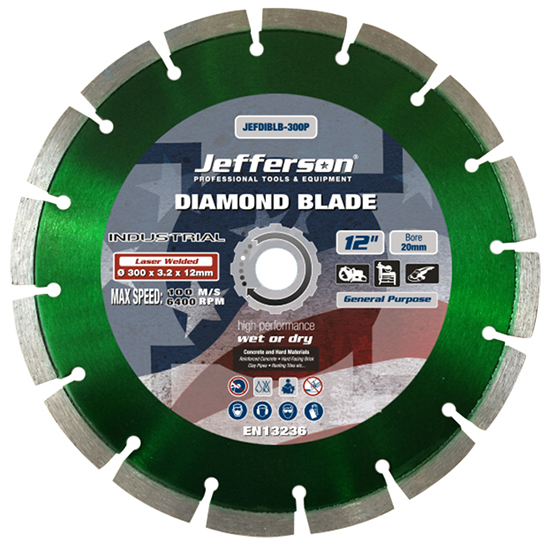 JEFDIBLB-300P
Jefferson®
PROFESSIONAL TOOLS & EQUIPMENT
DIAMOND BLADE
INDUSTRIAL
Laser Welded
Ø 300 x 3.2 x 12mm
MAX SPEED: 100 M/S
6400 RPM
12"
Bore
20mm
General Purpose
high-performance
wet or dry
Concrete and Hard Materials
Reinforced Concrete • Hard Facing Brick
Clay Pipes • Roofing Tiles etc...
EN13236